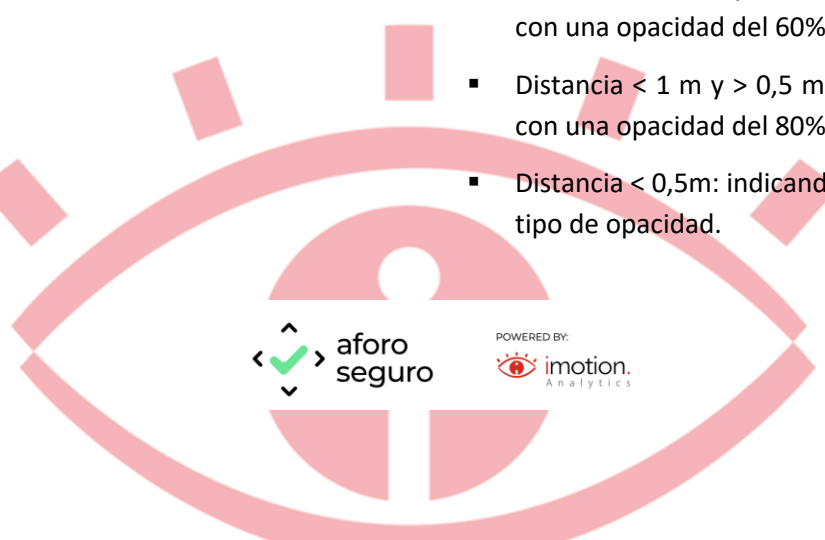 con una opacidad del 60%
▪ Distancia < 1 m y > 0,5 m
con una opacidad del 80%
▪ Distancia < 0,5m: indicand
tipo de opacidad.
aforo
seguro
POWERED BY:
imotion.
Analytics